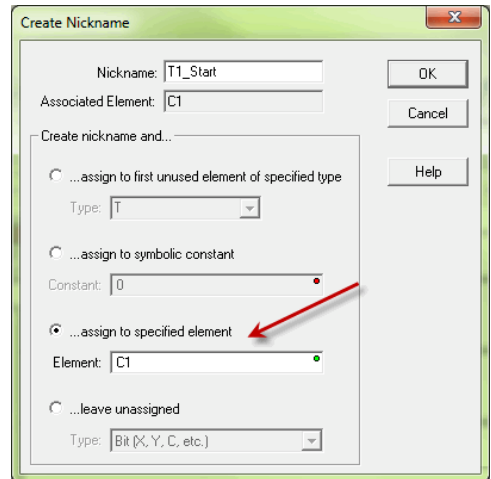 Create Nickname
Nickname: T1_Start
OK
Associated Element: C1
Cancel
Create nickname and...
...assign to first unused element of specified type
Help
Type: T
...assign to symbolic constant
Constant: 0
...assign to specified element
Element: C1
...leave unassigned
Type: Bit (X, Y, C, etc.)